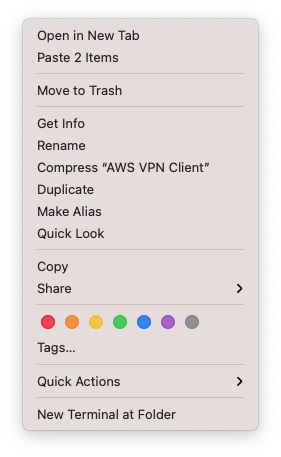 Open in New Tab
Paste 2 Items
Move to Trash
Get Info
Rename
Compress “AWS VPN Client”
Duplicate
Make Alias
Quick Look
Copy
Share
Tags...
Quick Actions
New Terminal at Folder